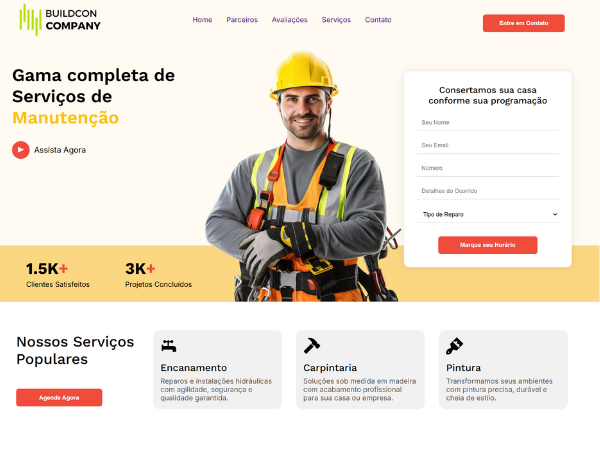 BUILDCON
COMPANY
Home Parceiros Avaliações Serviços Contato
Entre em Contato
Gama completa de
Serviços de
Manutenção
Assista Agora
Consertamos sua casa
conforme sua programação
Seu Nome
Seu Email
Número
Detalhes do Ocorrido
Tipo de Reparo
Marque seu Horário
1.5K+
Clientes Satisfeitos
3K+
Projetos Concluídos
Nossos Serviços
Populares
Agende Agora
Encanamento
Reparos e instalações hidráulicas
com agilidade, segurança e
qualidade garantida.
Carpintaria
Soluções sob medida em madeira
com acabamento profissional
para sua casa ou empresa.
Pintura
Transformamos seus ambientes
com pintura precisa, durável e
cheia de estilo.